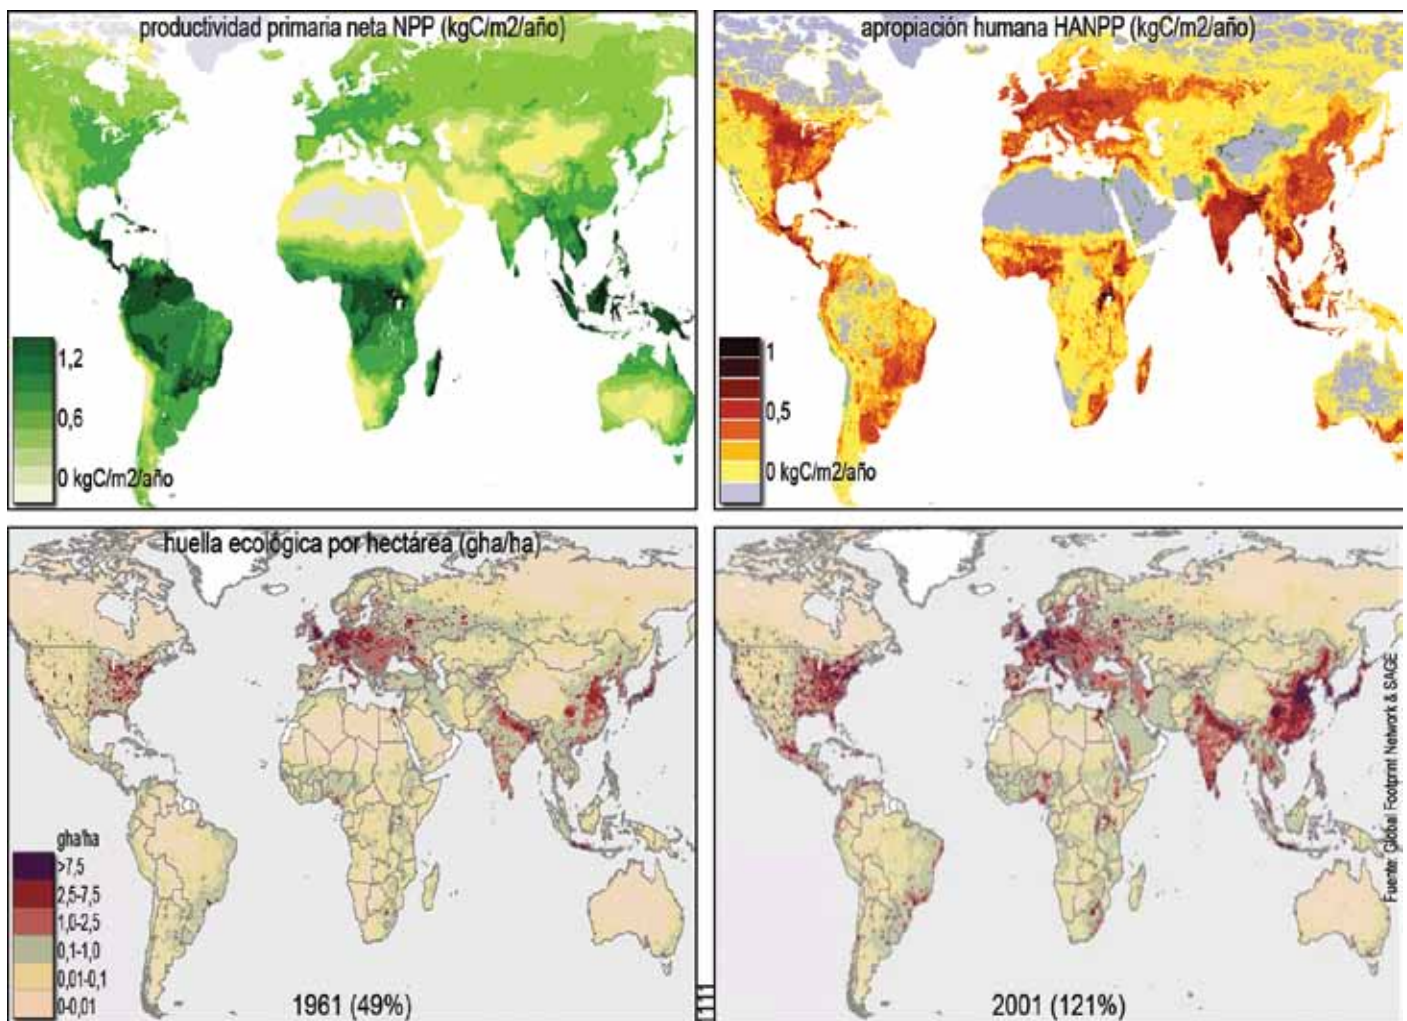 productividad primaria neta NPP (kgC/m2/año)
1,2
0,6
0 kgC/m2/año
apropiación humana HANPP (kgC/m2/año)
1
0,5
0 kgC/m2/año
huella ecológica por hectárea (gha/ha)
gha/ha
>7,5
2,5-7,5
1,0-2,5
0,1-1,0
0,01-0,1
0-0,01
1961 (49%)
111
2001 (121%)
Fuente: Global Footprint Network & SAGE